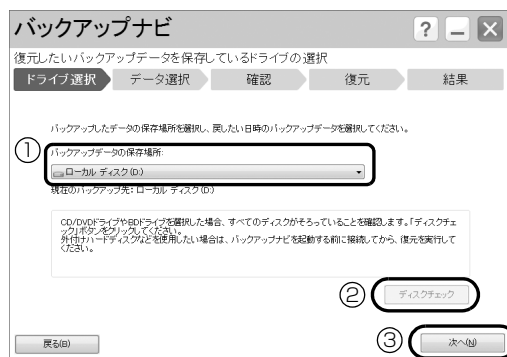 バックアップナビ
?
復元したいバックアップデータを保存しているドライブの選択
ドライブ選択 データ選択 確認 復元 結果
バックアップしたデータの保存場所を選択し、戻したい日時のバックアップデータを選択してください。
① バックアップデータの保存場所:
ローカル ディスク(D:)
現在のバックアップ先: ローカル ディスク(D:)
CD/DVDドライブやBDドライブを選択した場合、すべてのディスクがそろっていることを確認します。「ディスクチェ
ック」ボタンをクリックしてください。
外付けハードディスクなどを使用したい場合は、バックアップナビを起動する前に接続してから、復元を実行して
ください。
② ディスクチェック
戻る(B) ③ 次へ(N)